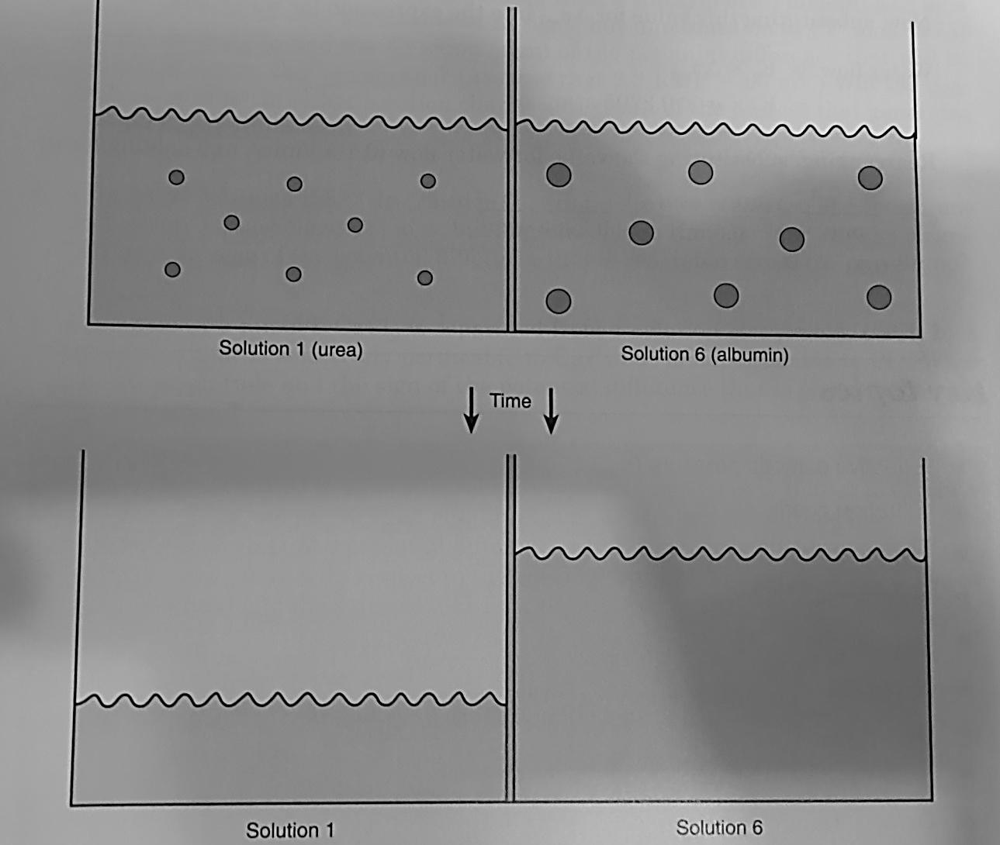 Solution 1 (urea)
Solution 6 (albumin)
Time
Solution 1
Solution 6